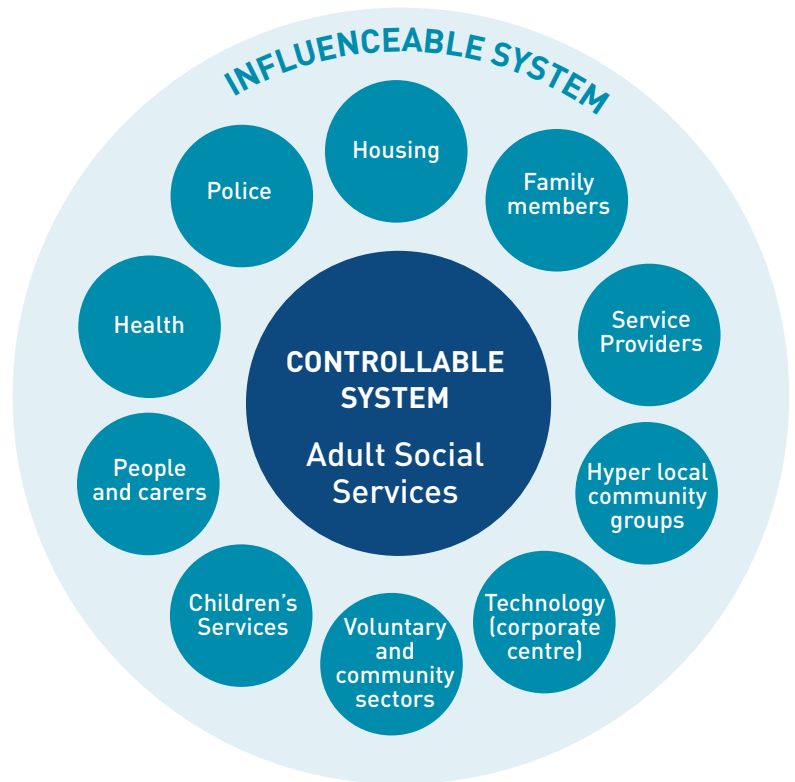 INFLUENCEABLE SYSTEM
Housing
Family
members
Service
Providers
Hyper local
community
groups
Technology
(corporate
centre)
Voluntary
and
community
sectors
Children's
Services
People
and carers
Health
Police
CONTROLLABLE
SYSTEM
Adult Social
Services